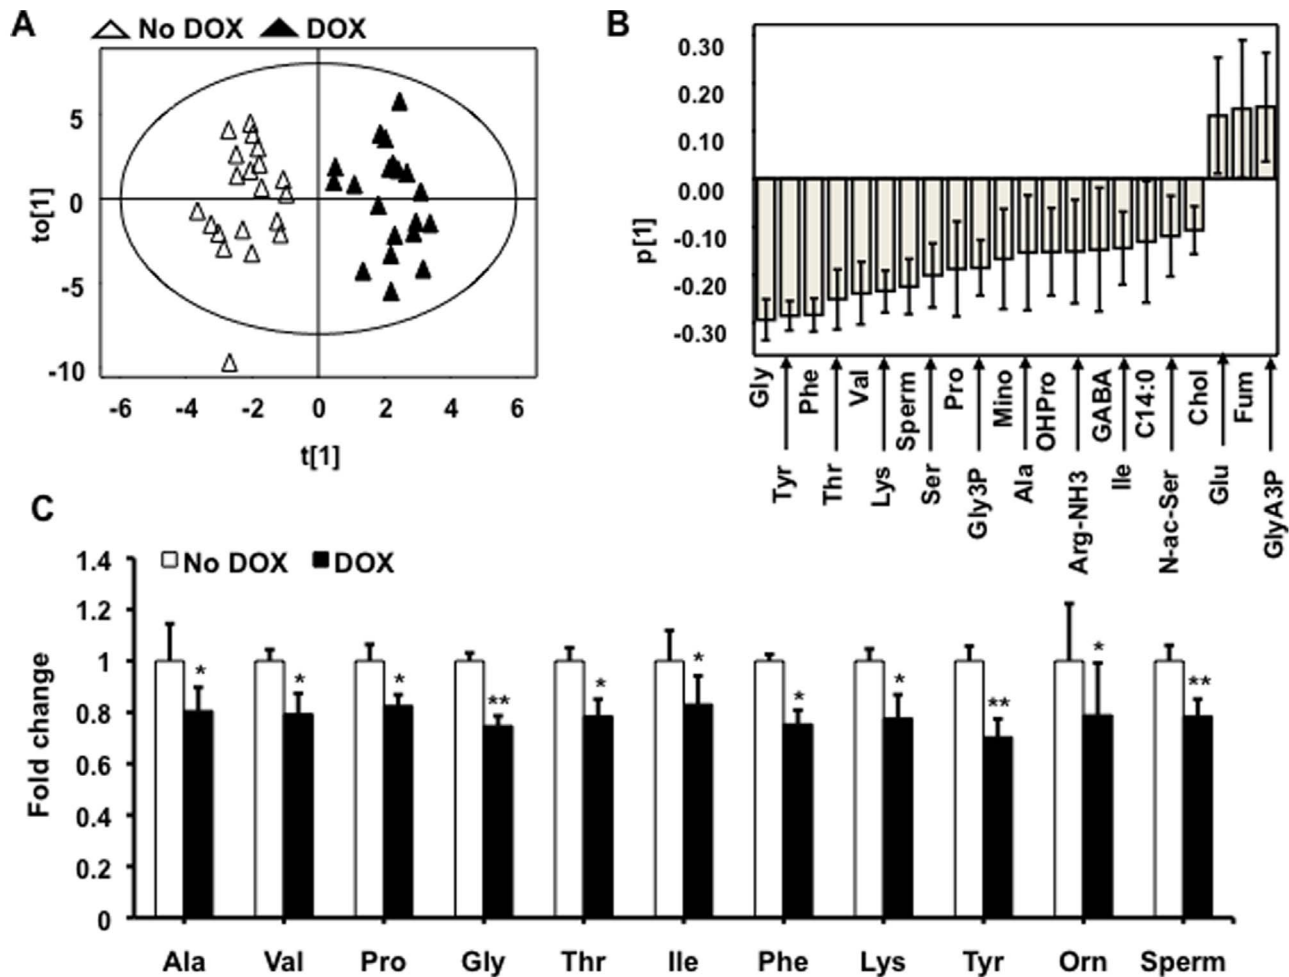 A
No DOX DOX
5
0
-5
-10
to[1]
-6 -4 -2 0 2 4 6
t[1]
B
0.30
0.20
0.10
0.00
-0.10
-0.20
-0.30
p[1]
Gly Phe Val Sperm Pro Mino OHPro GABA C14:0 Chol Fum
Tyr Thr Lys Ser Gly3P Ala Arg-NH3 Ile N-ac-Ser Glu GlyA3P
C
No DOX DOX
1.4
1.2
1
0.8
0.6
0.4
0.2
0
Fold change
* * * ** * * * * ** * **
Ala Val Pro Gly Thr Ile Phe Lys Tyr Orn Sperm